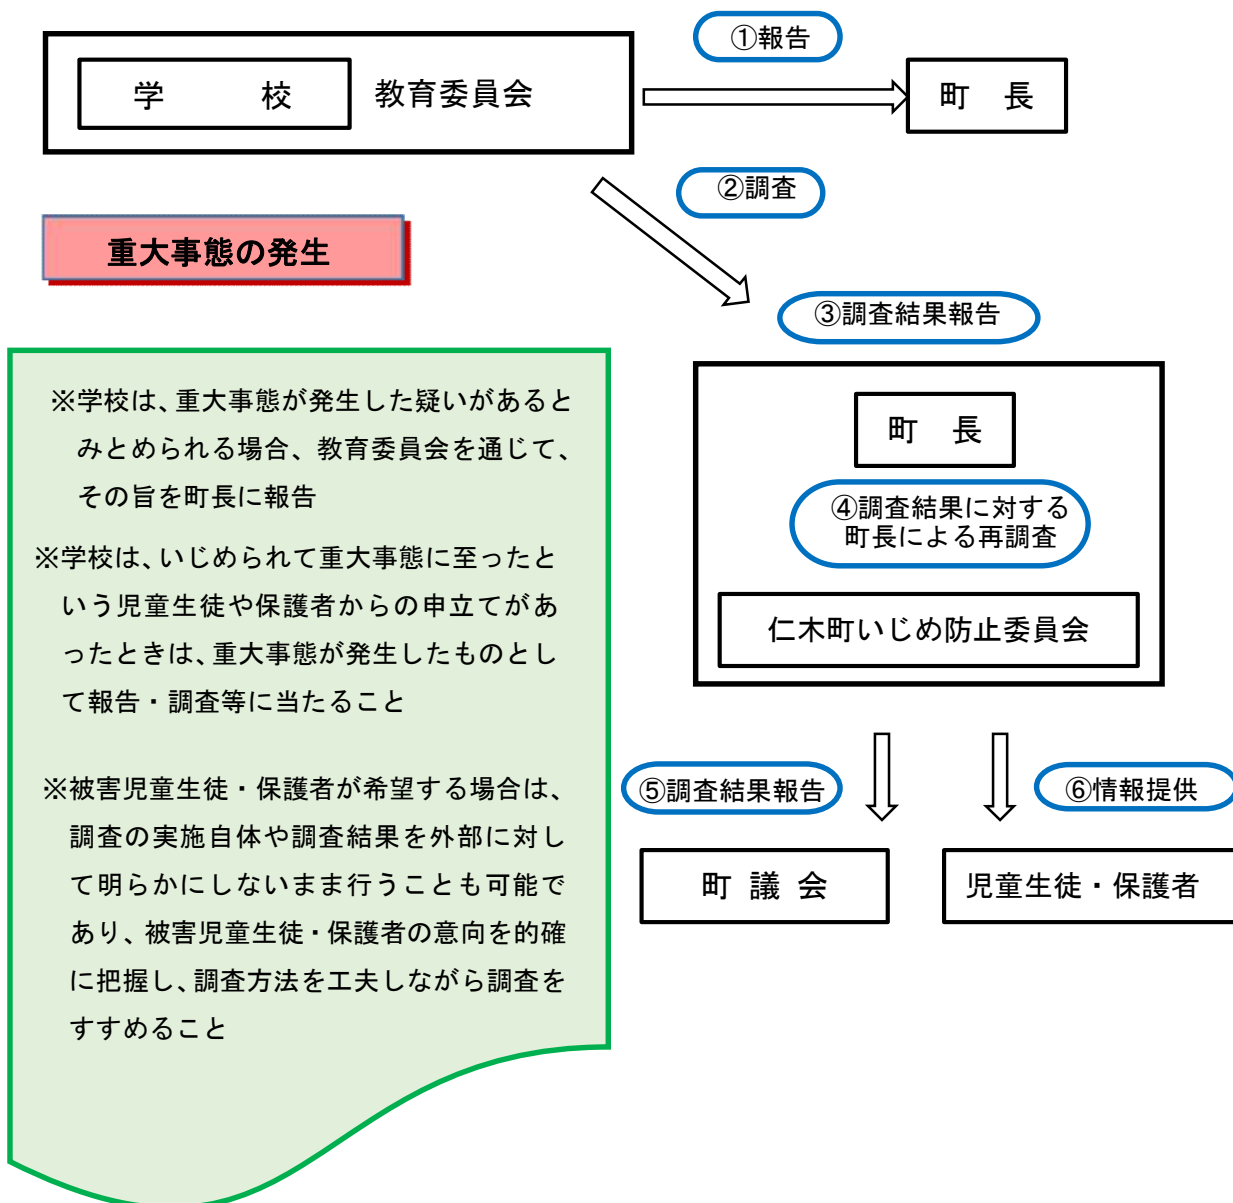 ①報告
学　校　教育委員会
町　長
②調査
重大事態の発生
③調査結果報告
町　長
④調査結果に対する
町長による再調査
仁木町いじめ防止委員会
⑤調査結果報告
⑥情報提供
町 議 会
児童生徒・保護者
※学校は、重大事態が発生した疑いがあると
みとめられる場合、教育委員会を通じて、
その旨を町長に報告
※学校は、いじめられて重大事態に至ったと
いう児童生徒や保護者からの申立てがあ
ったときは、重大事態が発生したものとし
て報告・調査等に当たること
※被害児童生徒・保護者が希望する場合は、
調査の実施自体や調査結果を外部に対し
て明らかにしないまま行うことも可能で
あり、被害児童生徒・保護者の意向を的確
に把握し、調査方法を工夫しながら調査を
すすめること